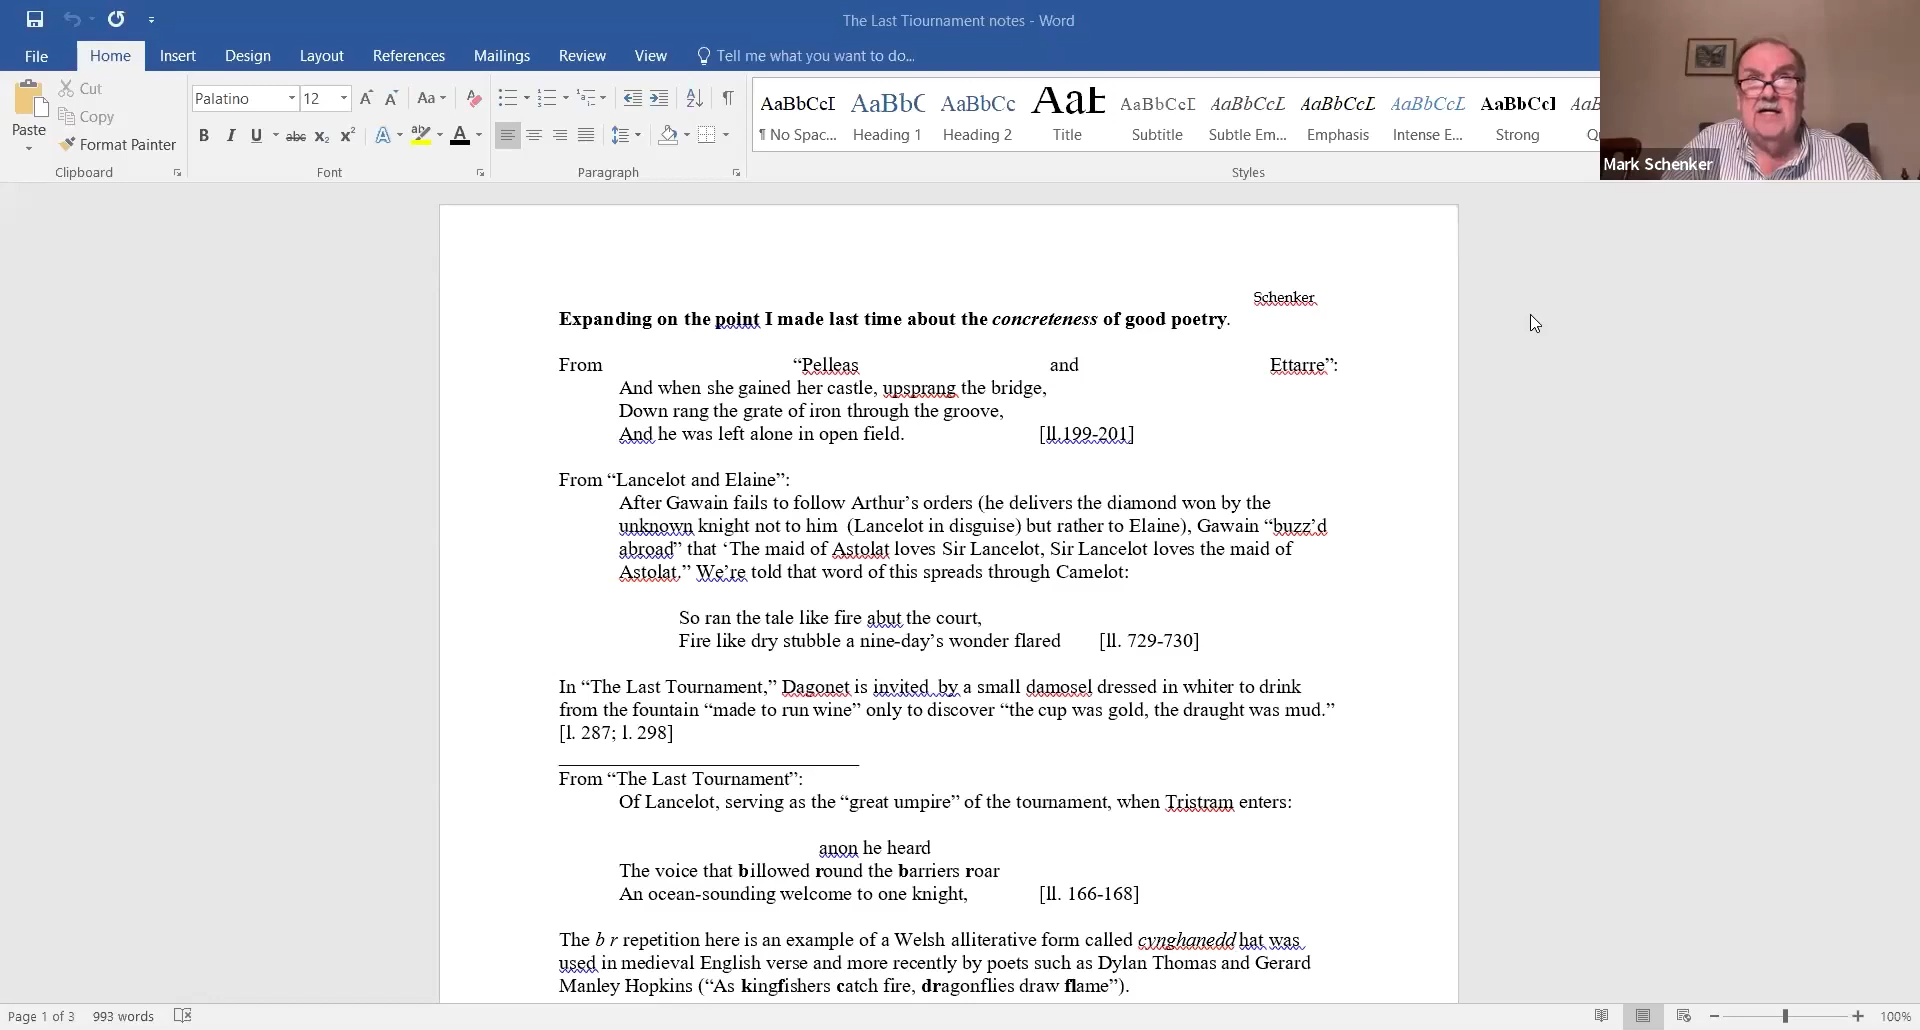 The Last Tiournament notes - Word
File Home Insert Design Layout References Mailings Review View Tell me what you want to do...
Paste
Cut
Copy
Format Painter
Clipboard
Palatino 12
Font
Paragraph
AaBbCcI AaBbC AaBbCc AaB AaBbCcD AaBbCcL AaBbCcL AaBbCcL AaBbCcl
¶ No Spac... Heading 1 Heading 2 Title Subtitle Subtle Em... Emphasis Intense E... Strong
Styles
Mark Schenker
Schenker
Expanding on the point I made last time about the concreteness of good poetry.
From “Pelleas and Ettarre”:
And when she gained her castle, upsprang the bridge,
Down rang the grate of iron through the groove,
And he was left alone in open field. [ll.199-201]
From “Lancelot and Elaine”:
After Gawain fails to follow Arthur’s orders (he delivers the diamond won by the
unknown knight not to him (Lancelot in disguise) but rather to Elaine), Gawain “buzz’d
abroad” that ‘The maid of Astolat loves Sir Lancelot, Sir Lancelot loves the maid of
Astolat.” We’re told that word of this spreads through Camelot:
So ran the tale like fire abut the court,
Fire like dry stubble a nine-day’s wonder flared [ll. 729-730]
In “The Last Tournament,” Dagonet is invited by a small damosel dressed in whiter to drink
from the fountain “made to run wine” only to discover “the cup was gold, the draught was mud.”
[l. 287; l. 298]
From “The Last Tournament”:
Of Lancelot, serving as the “great umpire” of the tournament, when Tristram enters:
anon he heard
The voice that billowed round the barriers roar
An ocean-sounding welcome to one knight, [ll. 166-168]
The b r repetition here is an example of a Welsh alliterative form called cynghanedd hat was
used in medieval English verse and more recently by poets such as Dylan Thomas and Gerard
Manley Hopkins (“As kingfishers catch fire, dragonflies draw flame”).
Page 1 of 3 993 words 100%